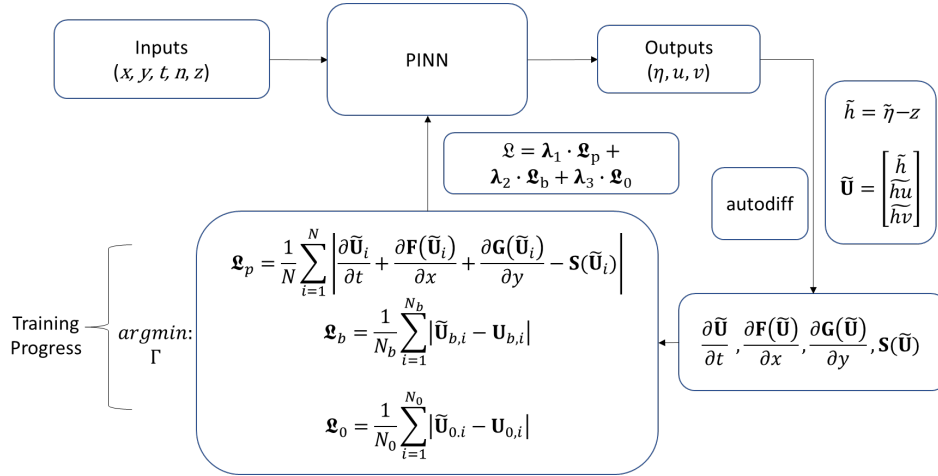 Inputs
(x, y, t, n, z)
PINN
Outputs
(η, u, v)
h̃ = η̃−z
Ũ = [h̃ h͠u h͠v]
autodiff
𝔏 = λ₁ · 𝕷ₚ +
λ₂ · 𝕷_b + λ₃ · 𝕷₀
𝕷ₚ = 1/N ∑_{i=1}^{N} |∂Ũᵢ/∂t + ∂F(Ũᵢ)/∂x + ∂G(Ũᵢ)/∂y − S(Ũᵢ)|
𝕷_b = 1/N_b ∑_{i=1}^{N_b} |Ũ_{b,i} − U_{b,i}|
𝕷₀ = 1/N₀ ∑_{i=1}^{N₀} |Ũ_{0.i} − U_{0,i}|
Training
Progress
argmin:
Γ
∂Ũ/∂t , ∂F(Ũ)/∂x, ∂G(Ũ)/∂y, S(Ũ)